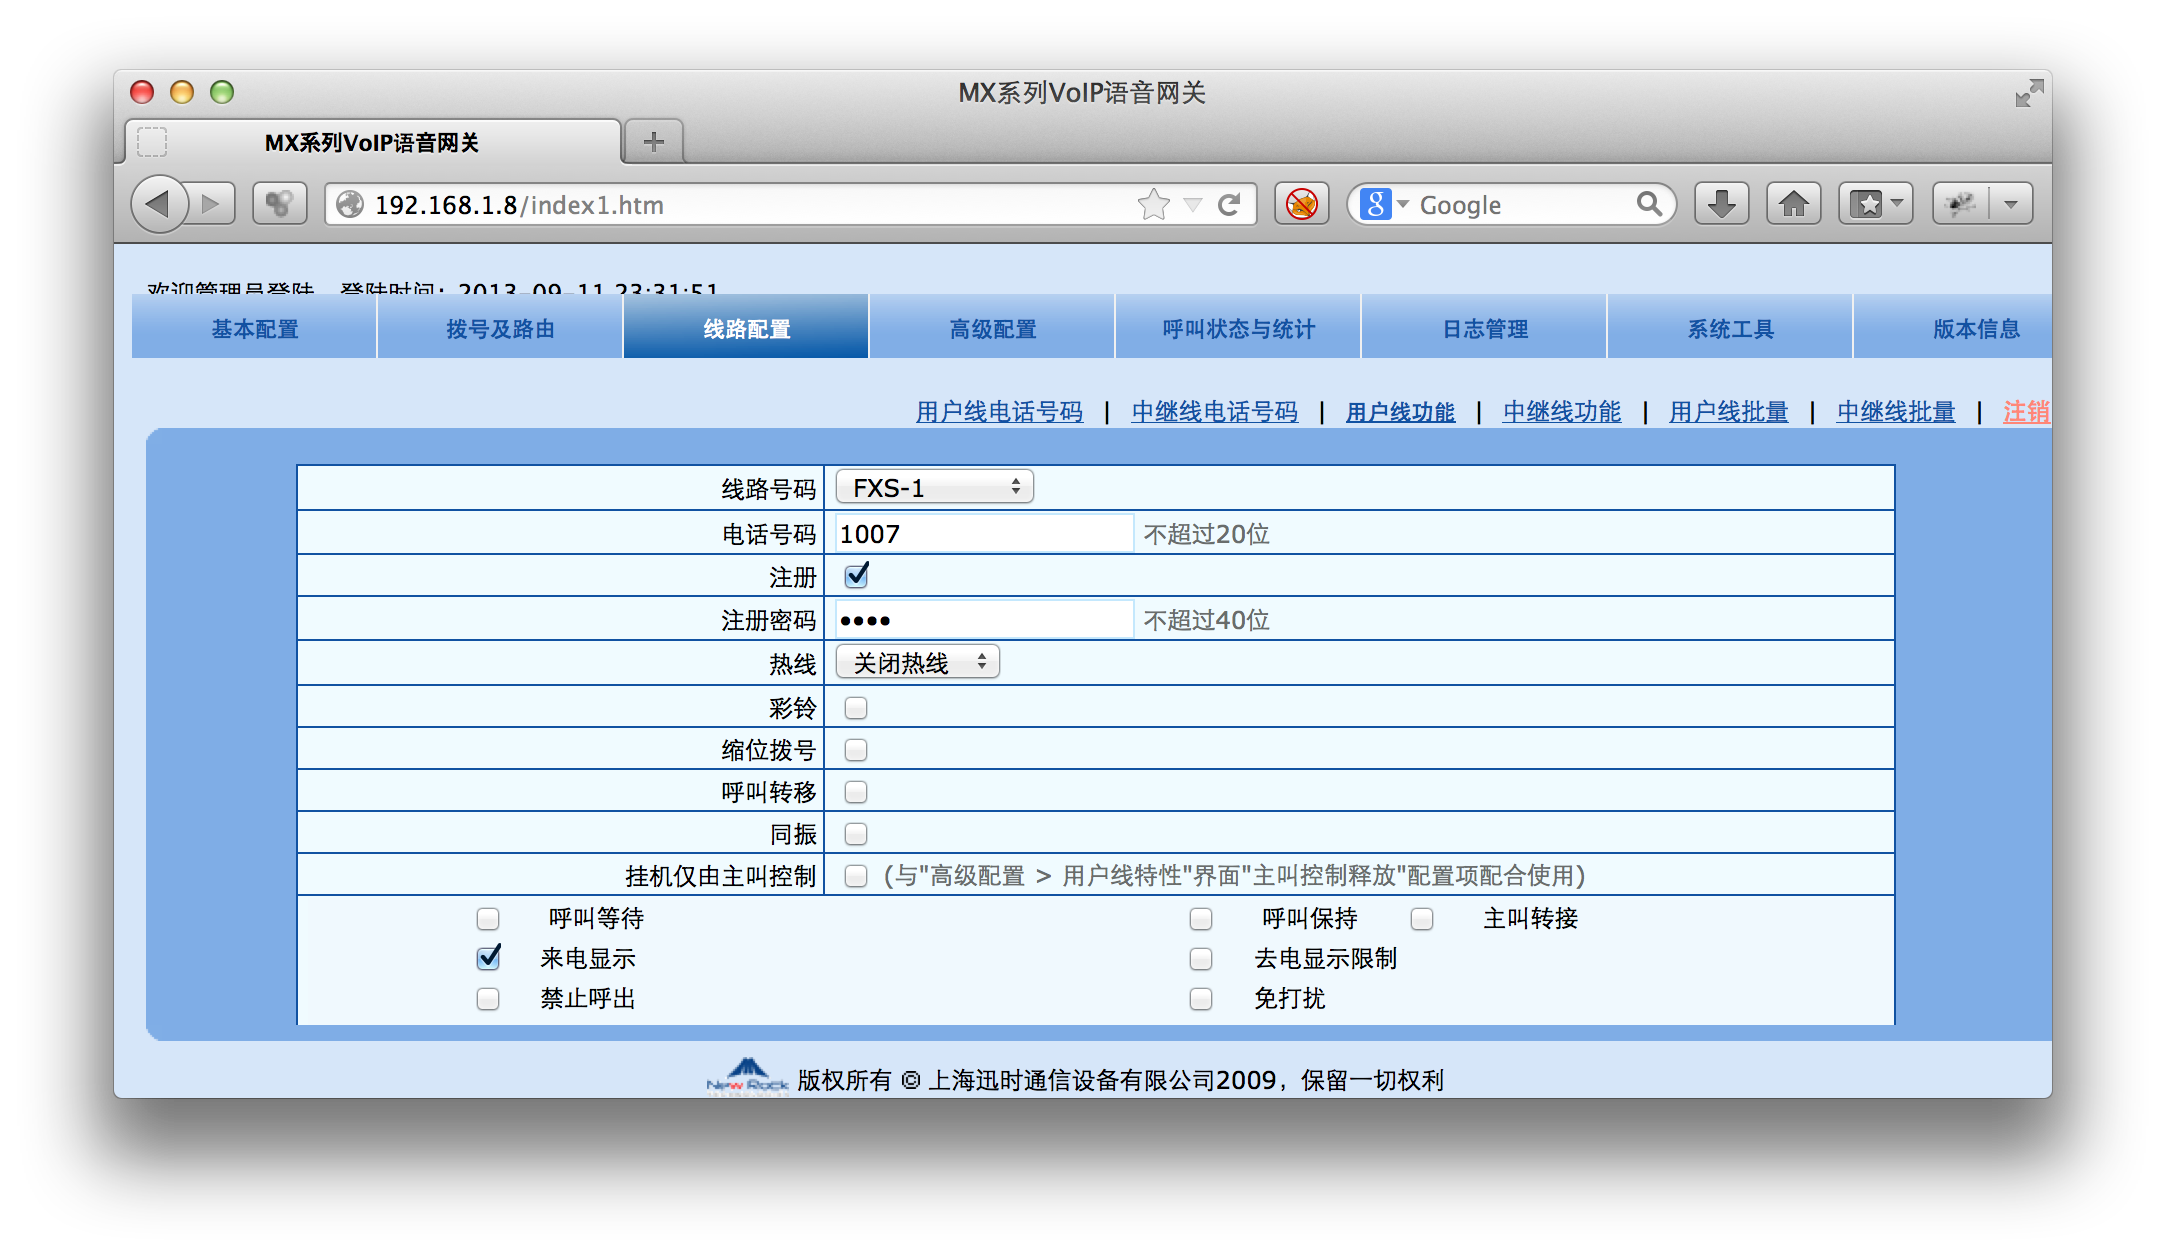 MX系列VoIP语音网关
MX系列VoIP语音网关
192.168.1.8/index1.htm
Google
欢迎管理员登陆 登陆时间：2013-09-11 23:31:51
基本配置 拨号及路由 线路配置 高级配置 呼叫状态与统计 日志管理 系统工具 版本信息
用户线电话号码 | 中继线电话号码 | 用户线功能 | 中继线功能 | 用户线批量 | 中继线批量 | 注销
线路号码 FXS-1
电话号码 1007 不超过20位
注册
注册密码 •••• 不超过40位
热线 关闭热线
彩铃
缩位拨号
呼叫转移
同振
挂机仅由主叫控制 (与"高级配置 > 用户线特性"界面"主叫控制释放"配置项配合使用)
呼叫等待 呼叫保持 主叫转接
来电显示 去电显示限制
禁止呼出 免打扰
New Rock 版权所有 © 上海迅时通信设备有限公司2009，保留一切权利